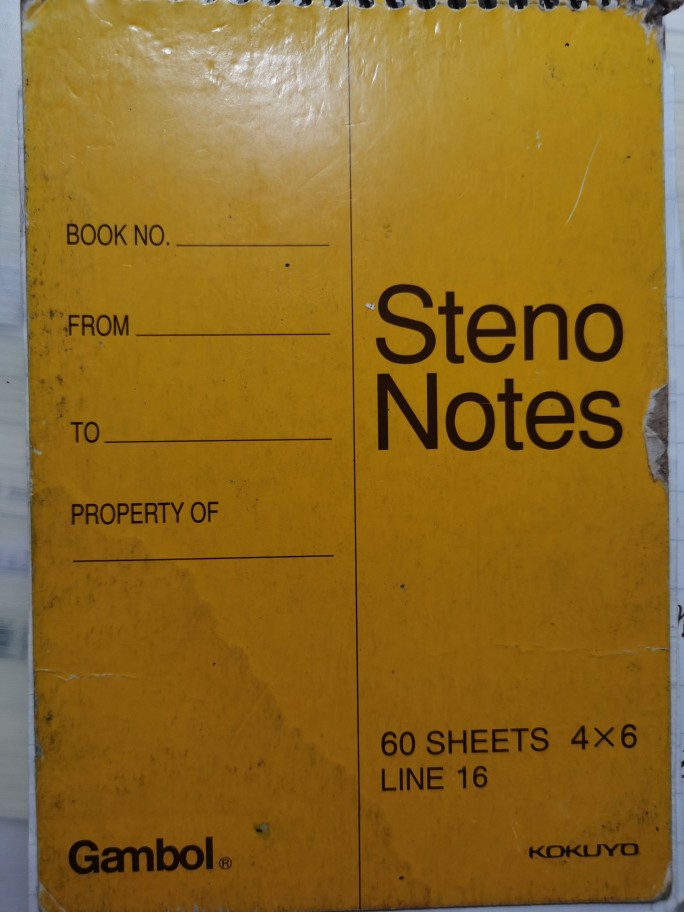 BOOK NO.
FROM
TO
PROPERTY OF
Steno
Notes
60 SHEETS 4×6
LINE 16
Gambol®
KOKUYO